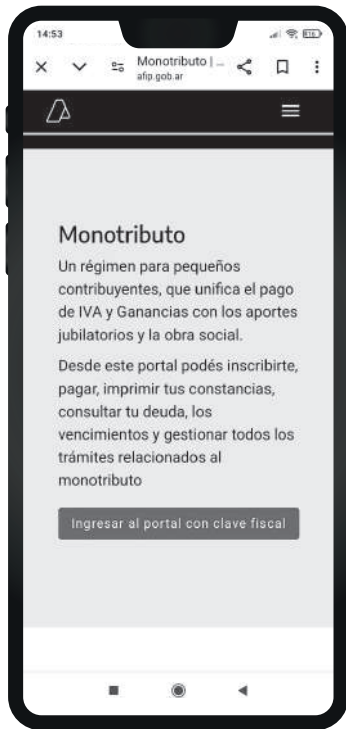 14:53
Monotributo | ...
afip.gob.ar
Monotributo
Un régimen para pequeños
contribuyentes, que unifica el pago
de IVA y Ganancias con los aportes
jubilatorios y la obra social.
Desde este portal podés inscribirte,
pagar, imprimir tus constancias,
consultar tu deuda, los
vencimientos y gestionar todos los
trámites relacionados al
monotributo
Ingresar al portal con clave fiscal